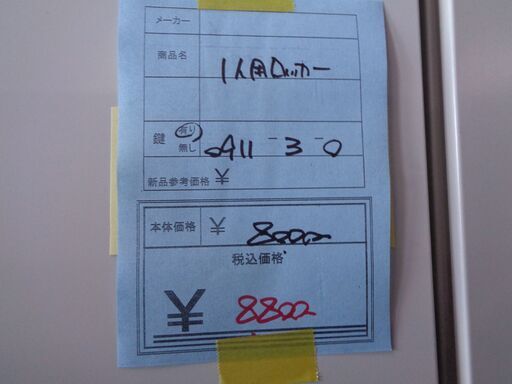 メーカー
商品名 1人用ロッカー
鍵 有り 無し 0911-3-0
新品参考価格 ¥
本体価格 ¥ 8000
税込価格
¥ 8800